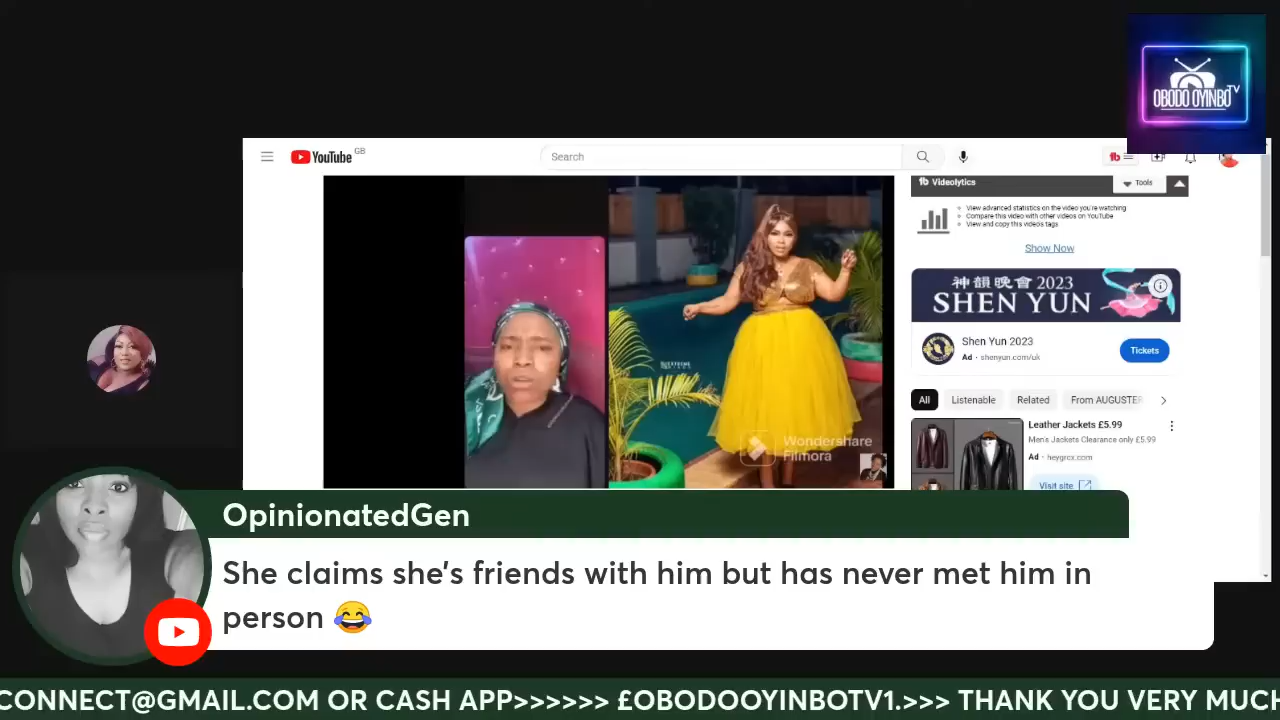 OBODO OYINBO TV
YouTube GB
Search
tb
tb Videolytics
Tools
View advanced statistics on the video you're watching
Compare this video with other videos on YouTube
View and copy this video's tags
Show Now
神韻晚會 2023
SHEN YUN
Shen Yun 2023
Ad · shenyun.com/uk
Tickets
All
Listenable
Related
From AUGUSTER
Leather Jackets £5.99
Men's Jackets Clearance only £5.99
Ad · heygrcx.com
Visit site
Wondershare
Filmora
OpinionatedGen
She claims she's friends with him but has never met him in
person 😂
CONNECT@GMAIL.COM OR CASH APP>>>>>> £OBODOOYINBOTV1.>>> THANK YOU VERY MUCH